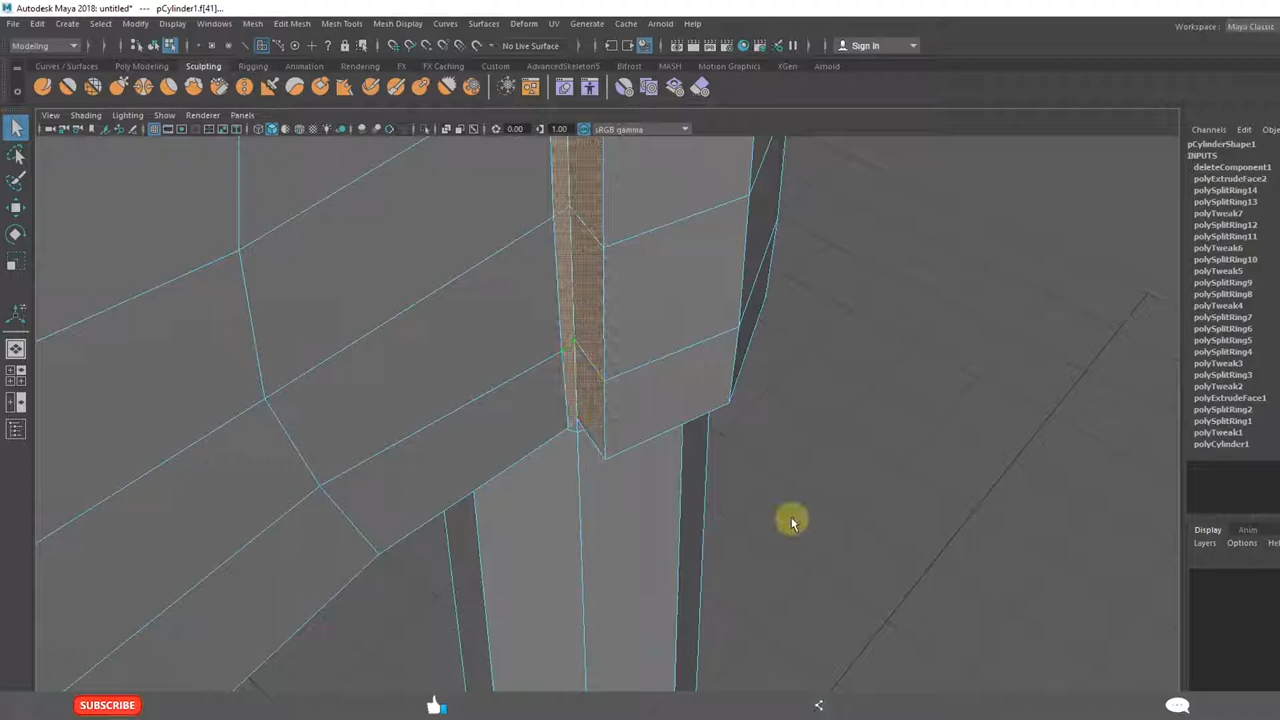 Autodesk Maya 2018: untitled*   ---   pCylinder1.f[41]...
File Edit Create Select Modify Display Windows Mesh Edit Mesh Mesh Tools Mesh Display Curves Surfaces Deform UV Generate Cache Arnold Help
Workspace : Maya Classic
Modeling No Live Surface Sign In
Curves / Surfaces Poly Modeling Sculpting Rigging Animation Rendering FX FX Caching Custom AdvancedSkeleton5 Bifrost MASH Motion Graphics XGen Arnold
View Shading Lighting Show Renderer Panels
0.00 1.00 sRGB gamma
Channels Edit Obje
pCylinderShape1
INPUTS
deleteComponent1
polyExtrudeFace2
polySplitRing14
polySplitRing13
polyTweak7
polySplitRing12
polySplitRing11
polyTweak6
polySplitRing10
polyTweak5
polySplitRing9
polySplitRing8
polyTweak4
polySplitRing7
polySplitRing6
polySplitRing5
polySplitRing4
polyTweak3
polySplitRing3
polyTweak2
polyExtrudeFace1
polySplitRing2
polySplitRing1
polyTweak1
polyCylinder1
Display Anim
Layers Options He
SUBSCRIBE